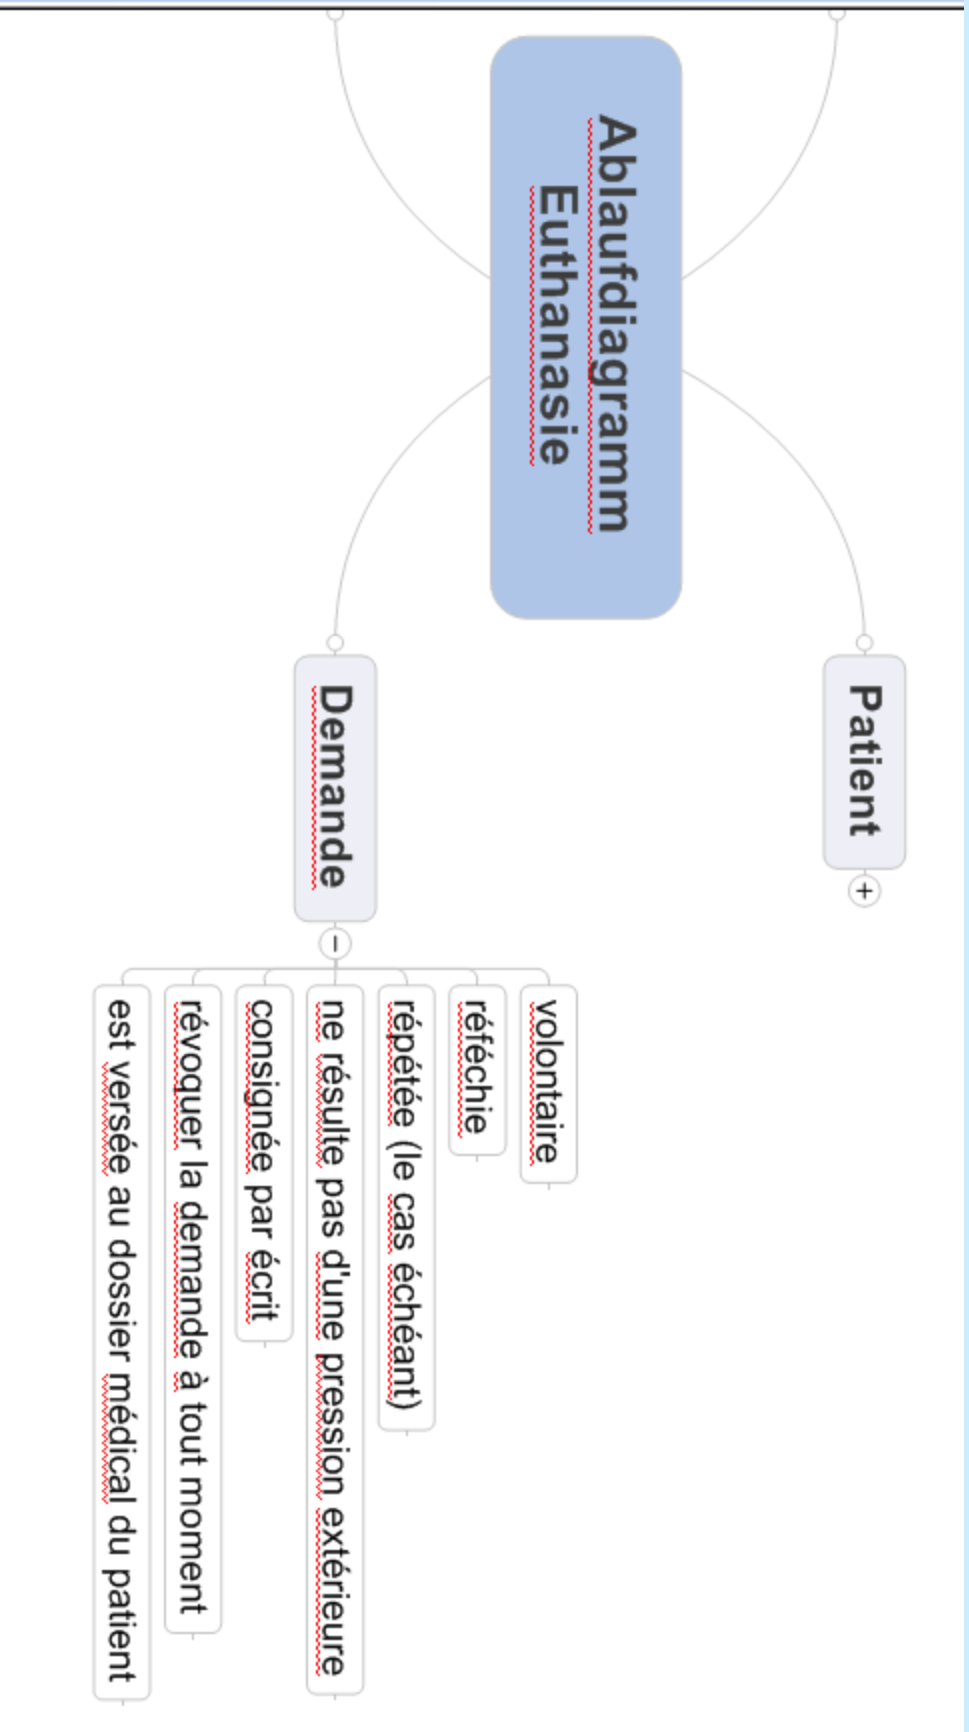 Ablaufdiagramm
Euthanasie
Patient
+
Demande
−
volontaire
réféchie
répétée (le cas échéant)
ne résulte pas d'une pression extérieure
consignée par écrit
révoquer la demande à tout moment
est versée au dossier médical du patient